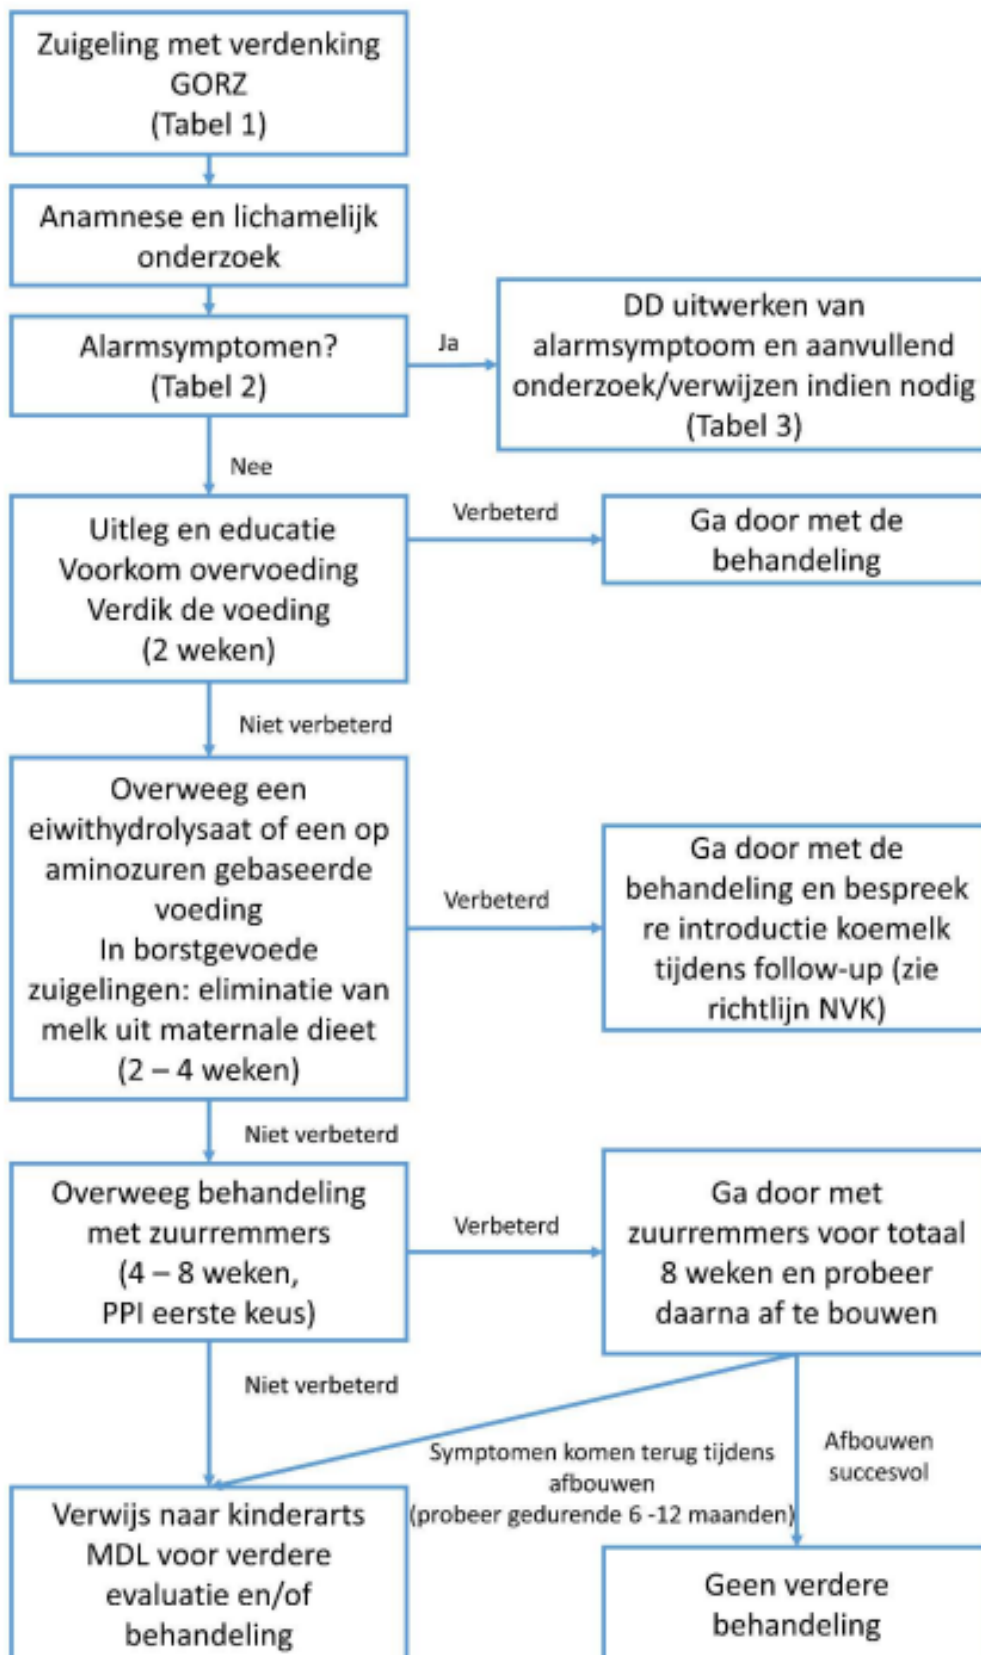 Zuigeling met verdenking
GORZ
(Tabel 1)
Anamnese en lichamelijk
onderzoek
Alarmsymptomen?
(Tabel 2)
Ja
DD uitwerken van
alarmsymptoom en aanvullend
onderzoek/verwijzen indien nodig
(Tabel 3)
Nee
Uitleg en educatie
Voorkom overvoeding
Verdik de voeding
(2 weken)
Verbeterd
Ga door met de
behandeling
Niet verbeterd
Overweeg een
eiwithydrolysaat of een op
aminozuren gebaseerde
voeding
In borstgevoede
zuigelingen: eliminatie van
melk uit maternale dieet
(2 – 4 weken)
Verbeterd
Ga door met de
behandeling en bespreek
re introductie koemelk
tijdens follow-up (zie
richtlijn NVK)
Niet verbeterd
Overweeg behandeling
met zuurremmers
(4 – 8 weken,
PPI eerste keus)
Verbeterd
Ga door met
zuurremmers voor totaal
8 weken en probeer
daarna af te bouwen
Niet verbeterd
Symptomen komen terug tijdens
afbouwen
(probeer gedurende 6 -12 maanden)
Afbouwen
succesvol
Verwijs naar kinderarts
MDL voor verdere
evaluatie en/of
behandeling
Geen verdere
behandeling